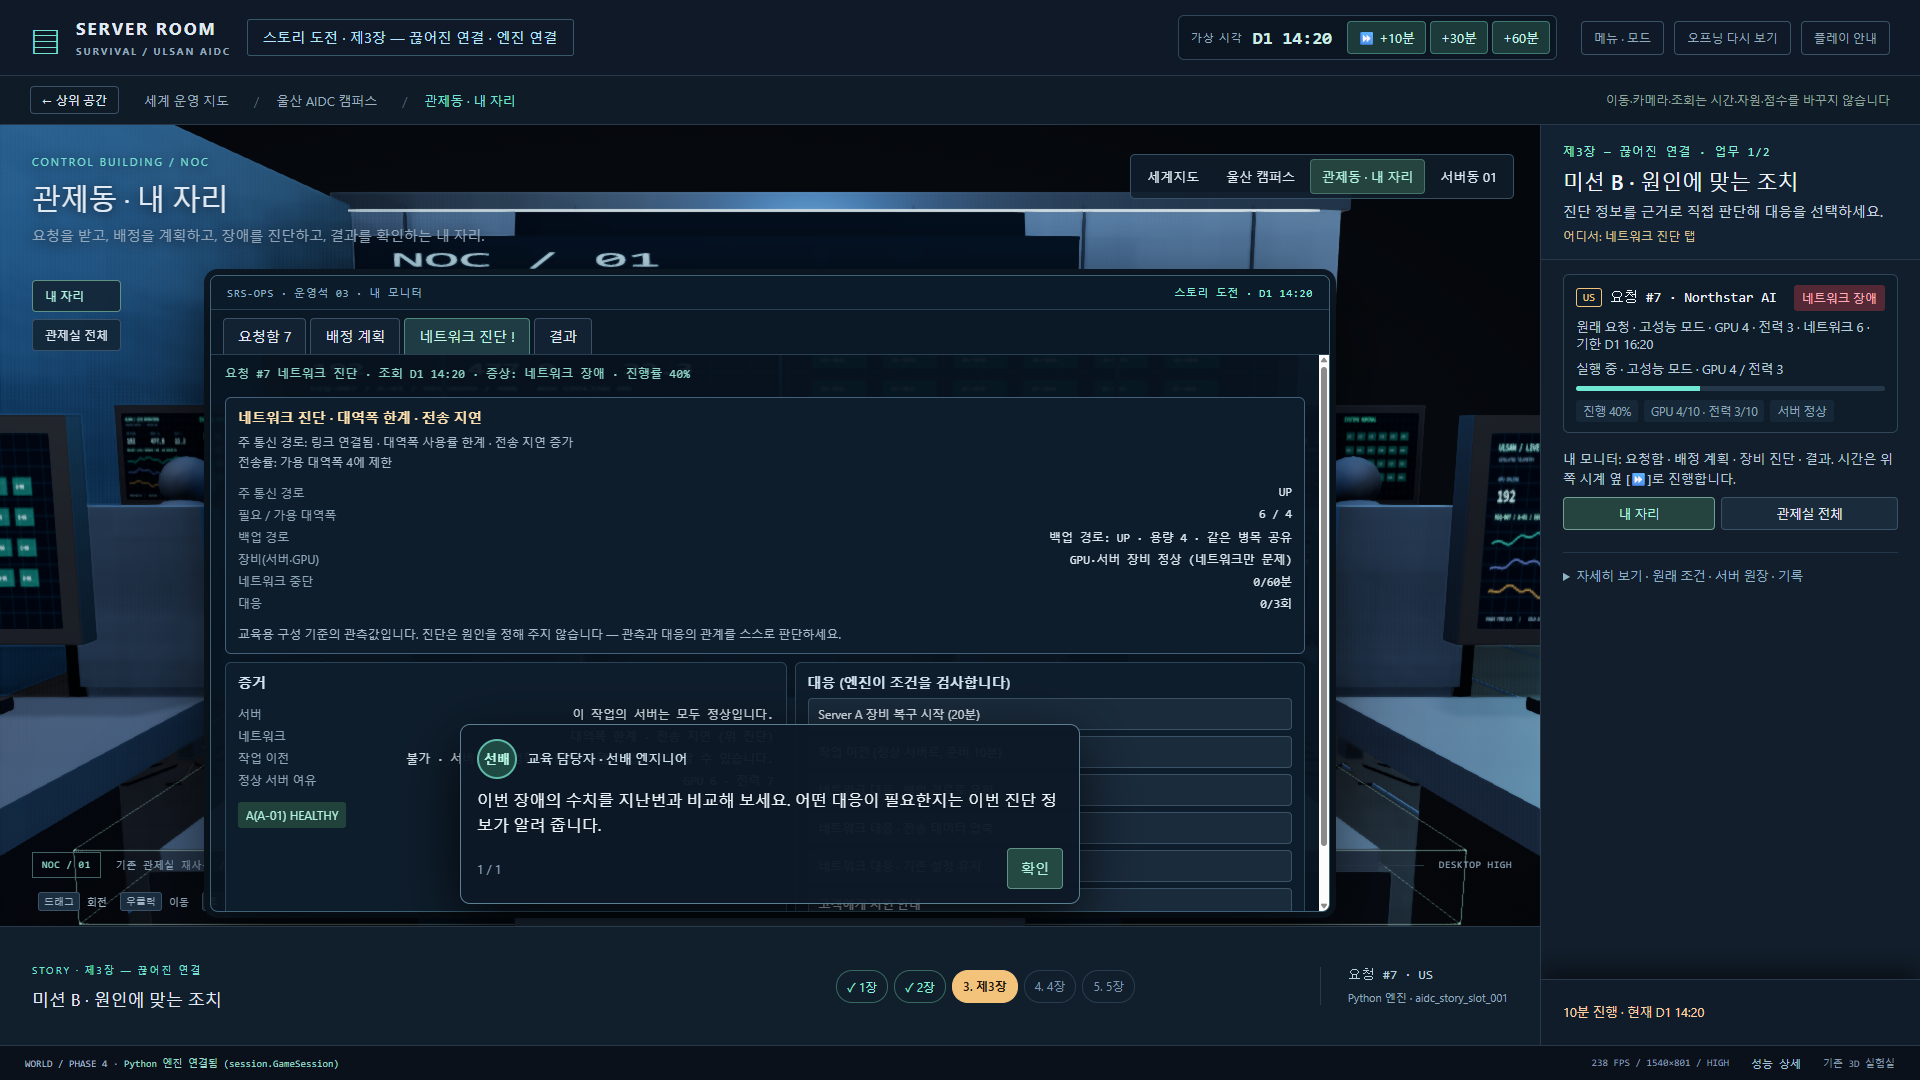 SERVER ROOM
SURVIVAL / ULSAN AIDC
스토리 도전 · 제3장 — 끊어진 연결 · 엔진 연결
가상 시각 D1 14:20 ⏩ +10분 +30분 +60분
메뉴 · 모드
오프닝 다시 보기
플레이 안내
← 상위 공간
세계 운영 지도 / 울산 AIDC 캠퍼스 / 관제동 · 내 자리
이동·카메라·조회는 시간·자원·점수를 바꾸지 않습니다
CONTROL BUILDING / NOC
관제동 · 내 자리
요청을 받고, 배정을 계획하고, 장애를 진단하고, 결과를 확인하는 내 자리.
세계지도 울산 캠퍼스 관제동 · 내 자리 서버동 01
NOC / 01
내 자리
관제실 전체
SRS-OPS · 운영석 03 · 내 모니터
스토리 도전 · D1 14:20
요청함 7 배정 계획 네트워크 진단 ! 결과
요청 #7 네트워크 진단 · 조회 D1 14:20 · 증상: 네트워크 장애 · 진행률 40%
네트워크 진단 · 대역폭 한계 · 전송 지연
주 통신 경로: 링크 연결됨 · 대역폭 사용률 한계 · 전송 지연 증가
전송률: 가용 대역폭 4에 제한
주 통신 경로 UP
필요 / 가용 대역폭 6 / 4
백업 경로 백업 경로: UP · 용량 4 · 같은 병목 공유
장비(서버·GPU) GPU·서버 장비 정상 (네트워크만 문제)
네트워크 중단 0/60분
대응 0/3회
교육용 구성 기준의 관측값입니다. 진단은 원인을 정해 주지 않습니다 — 관측과 대응의 관계를 스스로 판단하세요.
증거
서버 이 작업의 서버는 모두 정상입니다.
네트워크
작업 이전 불가 · 서
정상 서버 여유
A(A-01) HEALTHY
대응 (엔진이 조건을 검사합니다)
Server A 장비 복구 시작 (20분)
선배 교육 담당자 · 선배 엔지니어
이번 장애의 수치를 지난번과 비교해 보세요. 어떤 대응이 필요한지는 이번 진단 정
보가 알려 줍니다.
1 / 1
확인
NOC / 01 기존 관제실 재사
드래그 회전 우클릭 이동
DESKTOP HIGH
ULSAN / LIVE
192
제3장 — 끊어진 연결 · 업무 1/2
미션 B · 원인에 맞는 조치
진단 정보를 근거로 직접 판단해 대응을 선택하세요.
어디서: 네트워크 진단 탭
US 요청 #7 · Northstar AI 네트워크 장애
원래 요청 · 고성능 모드 · GPU 4 · 전력 3 · 네트워크 6 ·
기한 D1 16:20
실행 중 · 고성능 모드 · GPU 4 / 전력 3
진행 40% GPU 4/10 · 전력 3/10 서버 정상
내 모니터: 요청함 · 배정 계획 · 장비 진단 · 결과. 시간은 위
쪽 시계 옆 [⏩]로 진행합니다.
내 자리
관제실 전체
▶ 자세히 보기 · 원래 조건 · 서버 원장 · 기록
10분 진행 · 현재 D1 14:20
STORY · 제3장 — 끊어진 연결
미션 B · 원인에 맞는 조치
✓ 1장 ✓ 2장 3. 제3장 4. 4장 5. 5장
요청 #7 · US
Python 엔진 · aidc_story_slot_001
WORLD / PHASE 4 · Python 엔진 연결됨 (session.GameSession)
238 FPS / 1540×801 / HIGH
성능 상세
기존 3D 실험실